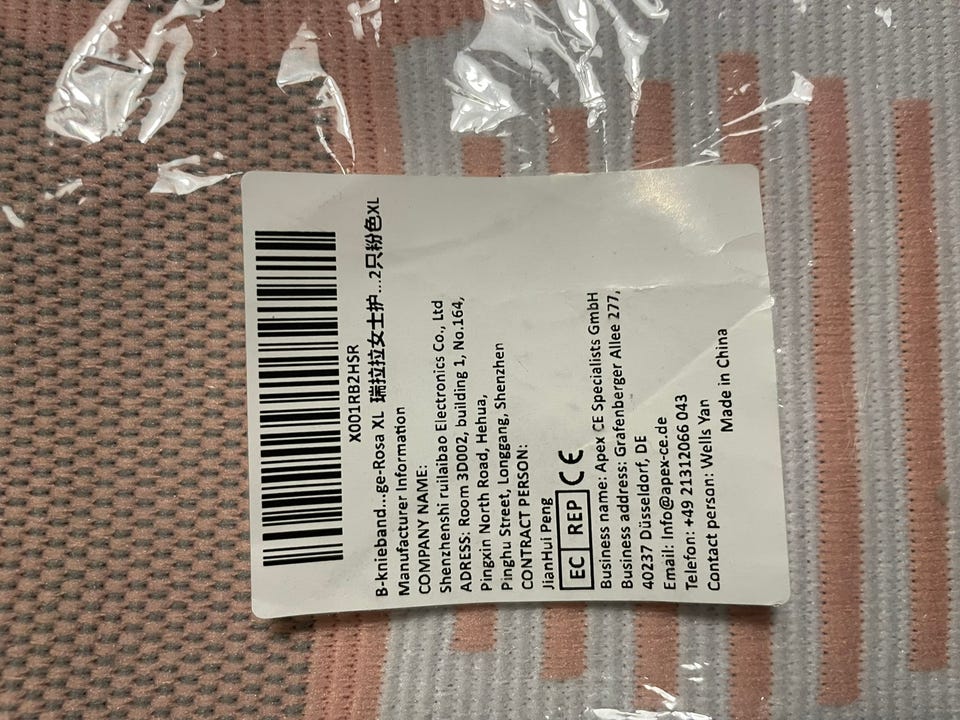 X001RB2HSR
B-knieband...ge-Rosa XL 瑞拉拉女士护...2只粉色XL
Manufacturer Information
COMPANY NAME:
Shenzhenshi ruilaibao Electronics Co., Ltd
ADRESS: Room 3D002, building 1, No.164,
Pingxin North Road, Hehua,
Pinghu Street, Longgang, Shenzhen
CONTRACT PERSON:
JianHui Peng
EC REP CE
Business name: Apex CE Specialists GmbH
Business address: Grafenberger Allee 277,
40237 Düsseldorf, DE
Email: Info@apex-ce.de
Telefon: +49 21312066 043
Contact person: Wells Yan
Made in China